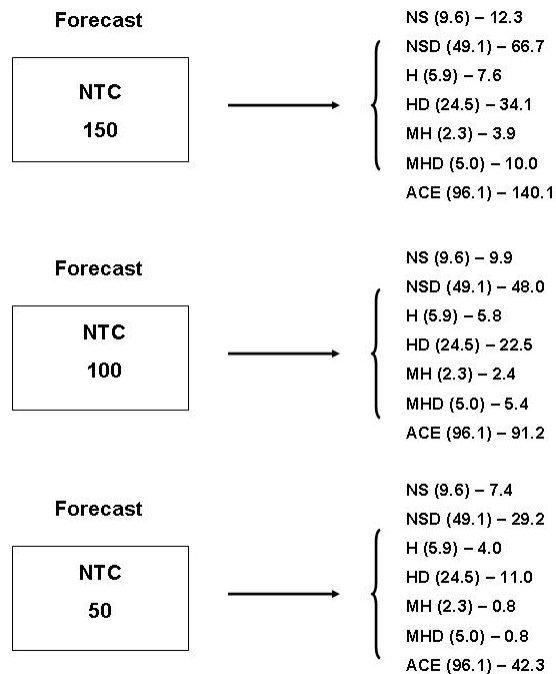 Forecast
NTC
150
NS (9.6) – 12.3
NSD (49.1) – 66.7
H (5.9) – 7.6
HD (24.5) – 34.1
MH (2.3) – 3.9
MHD (5.0) – 10.0
ACE (96.1) – 140.1
Forecast
NTC
100
NS (9.6) – 9.9
NSD (49.1) – 48.0
H (5.9) – 5.8
HD (24.5) – 22.5
MH (2.3) – 2.4
MHD (5.0) – 5.4
ACE (96.1) – 91.2
Forecast
NTC
50
NS (9.6) – 7.4
NSD (49.1) – 29.2
H (5.9) – 4.0
HD (24.5) – 11.0
MH (2.3) – 0.8
MHD (5.0) – 0.8
ACE (96.1) – 42.3